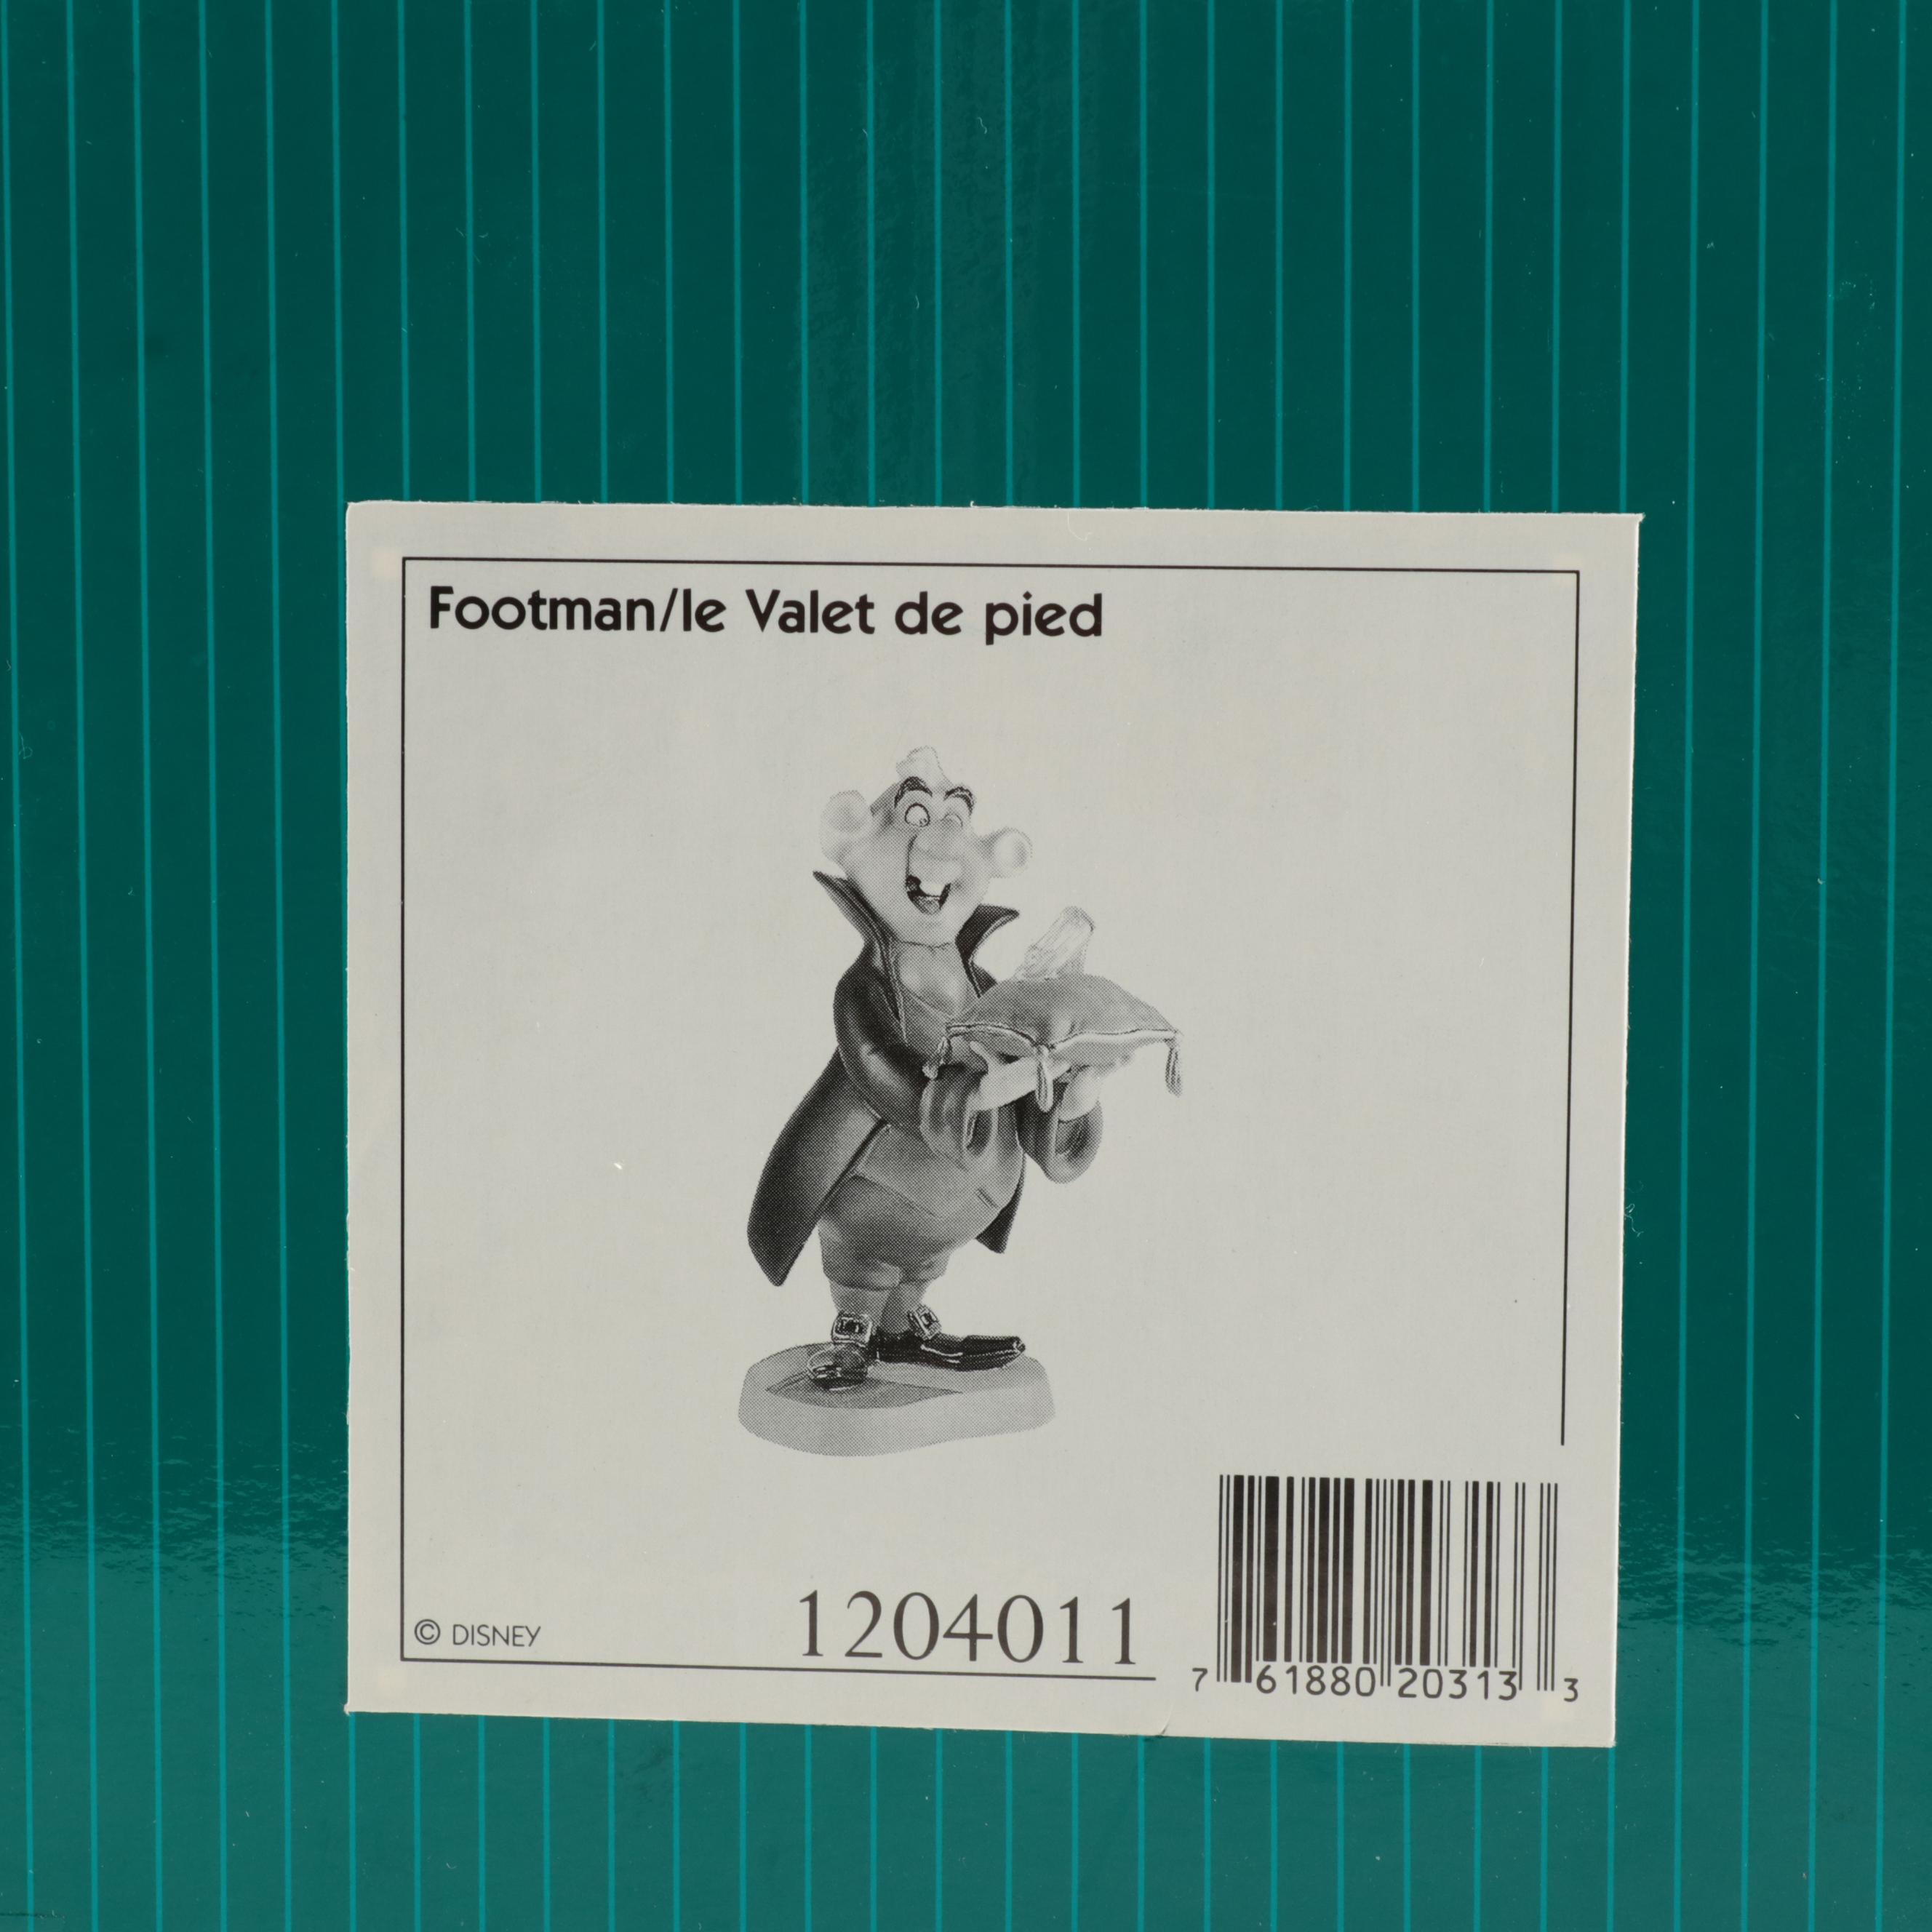 Footman/le Valet de pied
© DISNEY
1204011
7 61880 20313 3